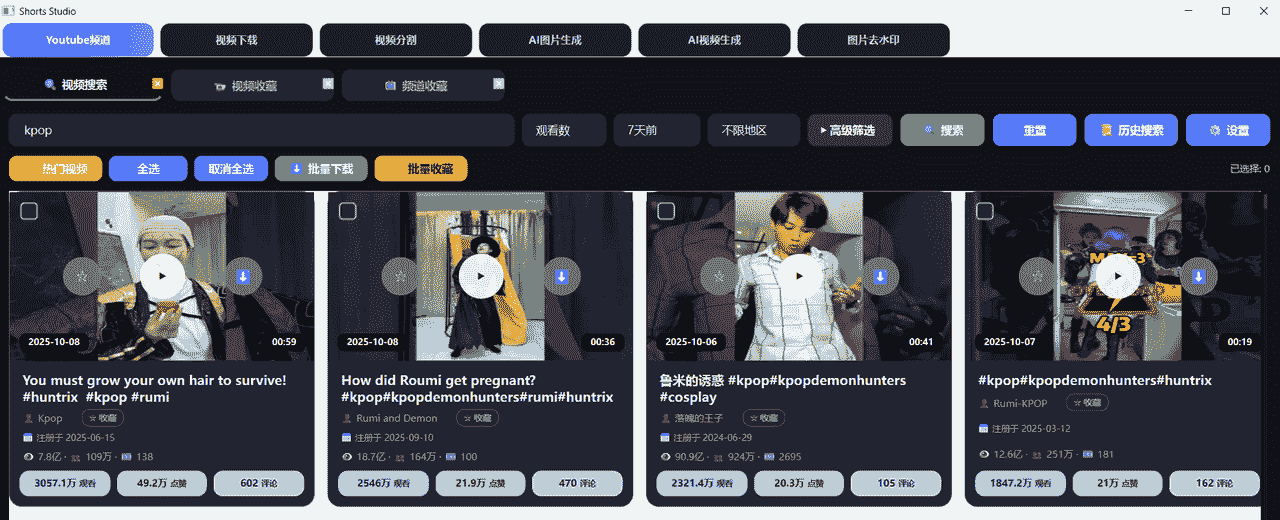 Shorts Studio
Youtube频道 视频下载 视频分割 AI图片生成 AI视频生成 图片去水印
视频搜索 视频收藏 频道收藏
kpop 观看数 7天前 不限地区 高级筛选 搜索 重置 历史搜索 设置
热门视频 全选 取消全选 批量下载 批量收藏 已选择: 0
4/3
2025-10-08 00:59 2025-10-08 00:36 2025-10-06 00:41 2025-10-07 00:19
You must grow your own hair to survive!
#huntrix #kpop #rumi
Kpop ☆ 收藏
注册于 2025-06-15
7.8亿 · 109万 · 138
3057.1万 观看 49.2万 点赞 602 评论
How did Roumi get pregnant?
#kpop#kpopdemonhunters#rumi#huntrix
Rumi and Demon ☆ 收藏
注册于 2025-09-10
18.7亿 · 164万 · 100
2546万 观看 21.9万 点赞 470 评论
鲁米的诱惑 #kpop#kpopdemonhunters
#cosplay
落魄的王子 ☆ 收藏
注册于 2024-06-29
90.9亿 · 924万 · 2695
2321.4万 观看 20.3万 点赞 105 评论
#kpop#kpopdemonhunters#huntrix
Rumi-KPOP ☆ 收藏
注册于 2025-03-12
12.6亿 · 251万 · 181
1847.2万 观看 21万 点赞 162 评论